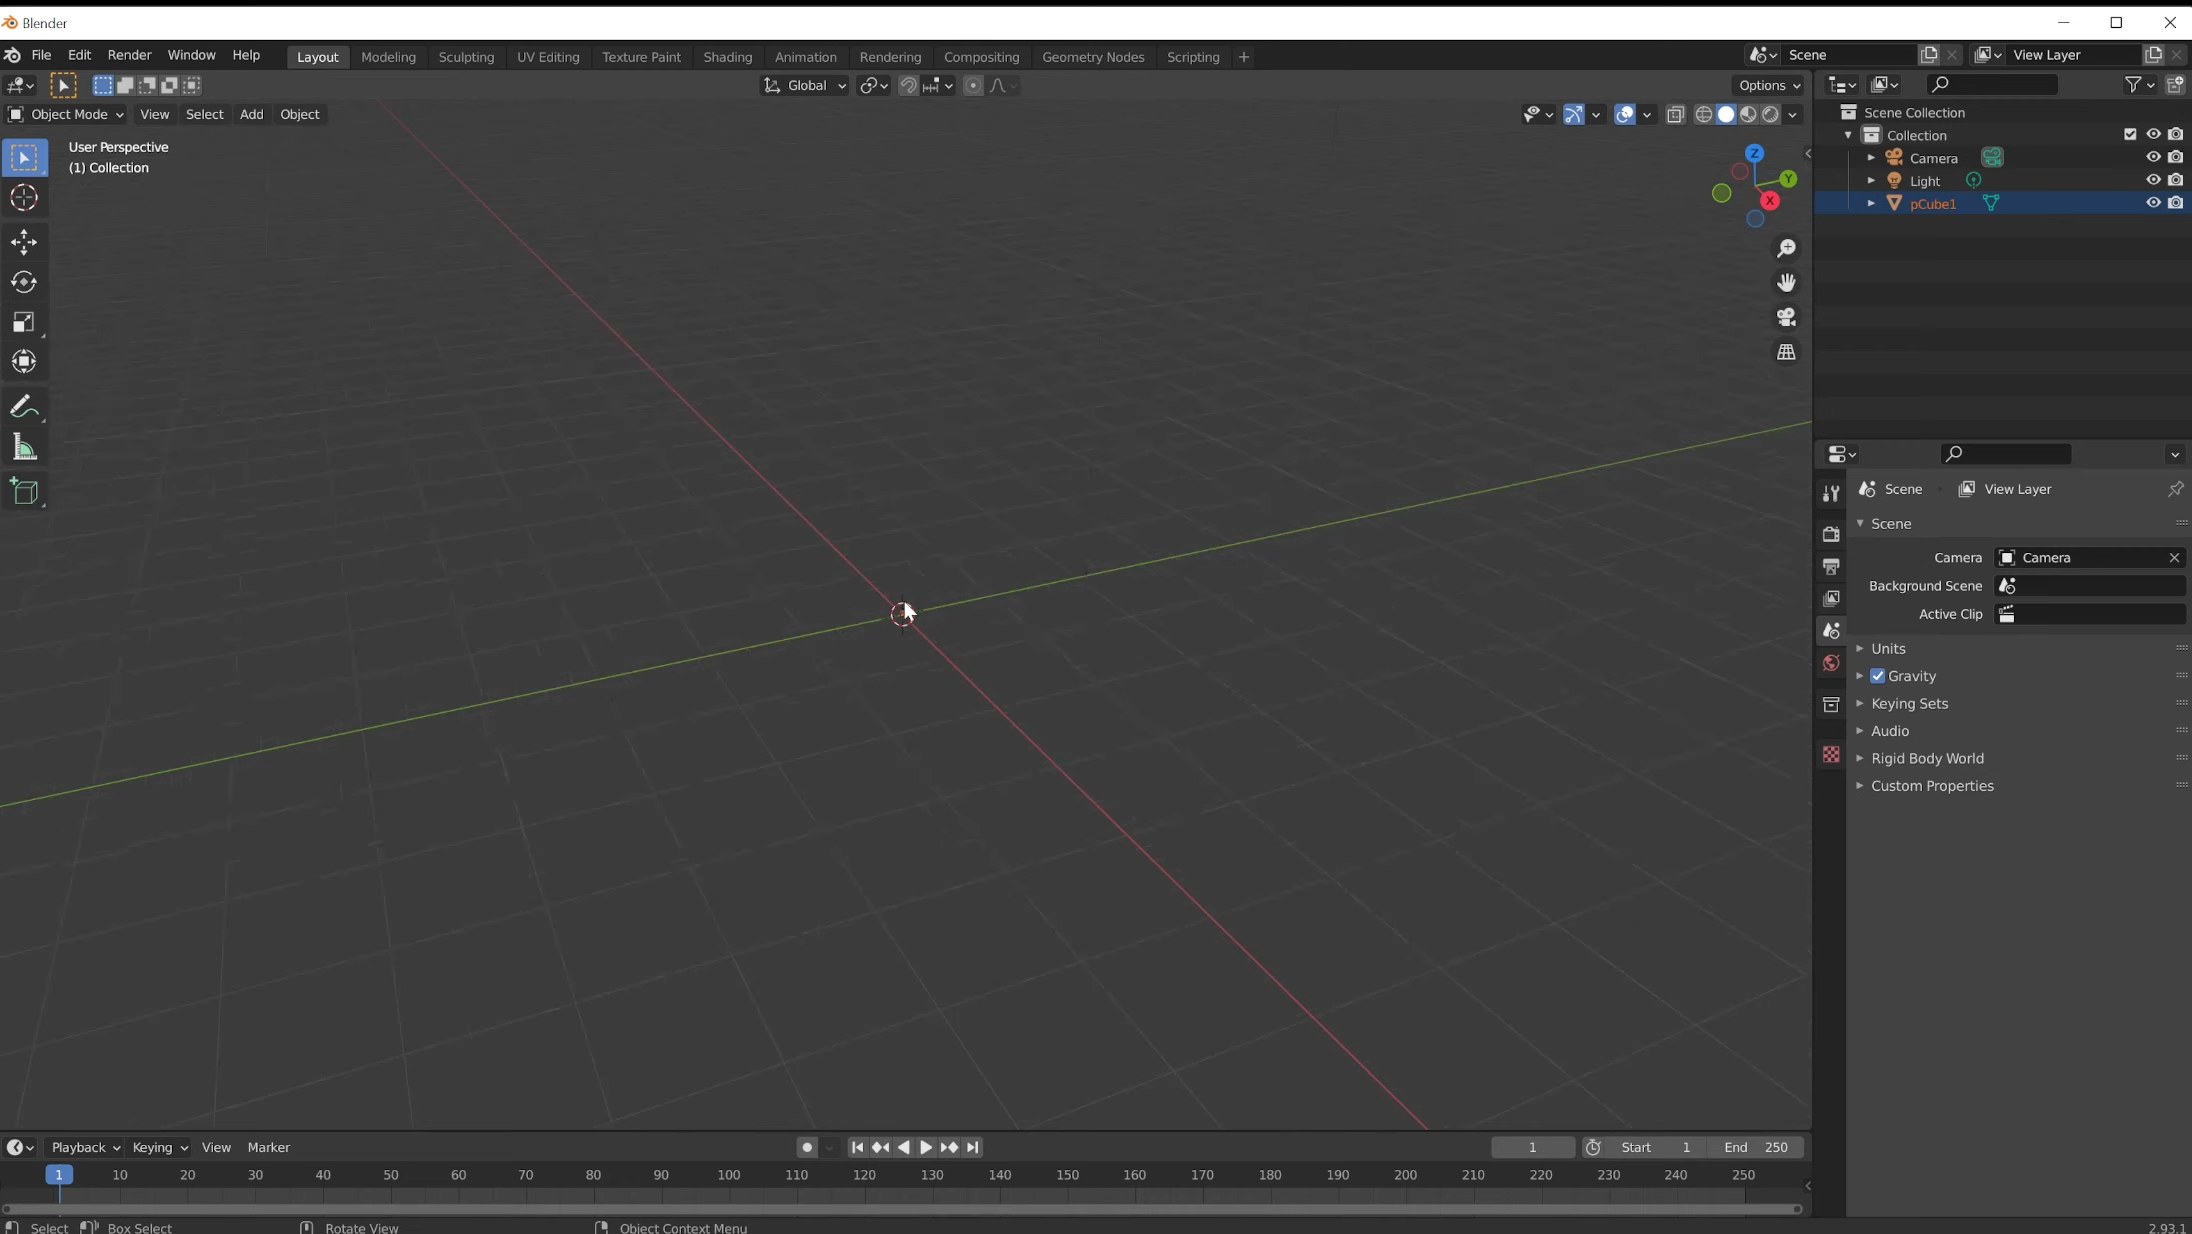 Blender
File Edit Render Window Help Layout Modeling Sculpting UV Editing Texture Paint Shading Animation Rendering Compositing Geometry Nodes Scripting + Scene View Layer
Global Options
Object Mode View Select Add Object
User Perspective
(1) Collection
Z
Y
X
Scene Collection
Collection
Camera
Light
pCube1
Scene View Layer
Scene
Camera Camera
Background Scene
Active Clip
Units
Gravity
Keying Sets
Audio
Rigid Body World
Custom Properties
Playback Keying View Marker 1 Start 1 End 250
1 10 20 30 40 50 60 70 80 90 100 110 120 130 140 150 160 170 180 190 200 210 220 230 240 250
Select Box Select Rotate View Object Context Menu 2.93.1